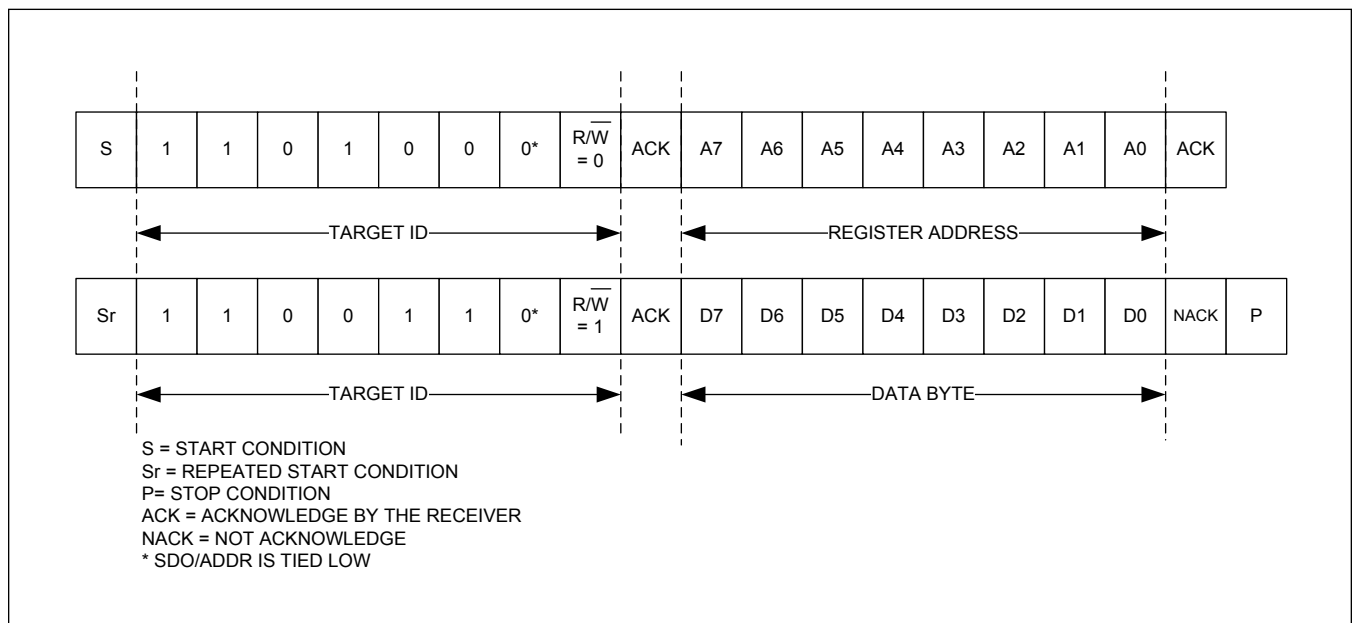 S 1 1 0 1 0 0 0* R/W̅ = 0 ACK A7 A6 A5 A4 A3 A2 A1 A0 ACK
TARGET ID REGISTER ADDRESS
Sr 1 1 0 0 1 1 0* R/W̅ = 1 ACK D7 D6 D5 D4 D3 D2 D1 D0 NACK P
TARGET ID DATA BYTE
S = START CONDITION
Sr = REPEATED START CONDITION
P= STOP CONDITION
ACK = ACKNOWLEDGE BY THE RECEIVER
NACK = NOT ACKNOWLEDGE
* SDO/ADDR IS TIED LOW